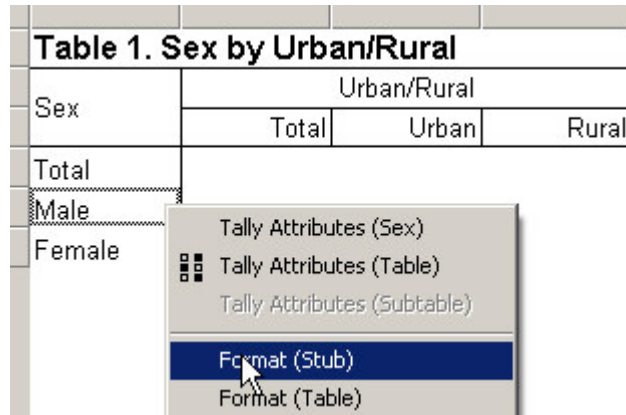 Table 1. Sex by Urban/Rural
Sex
Urban/Rural
Total Urban Rural
Total
Male
Female
Tally Attributes (Sex)
Tally Attributes (Table)
Tally Attributes (Subtable)
Format (Stub)
Format (Table)